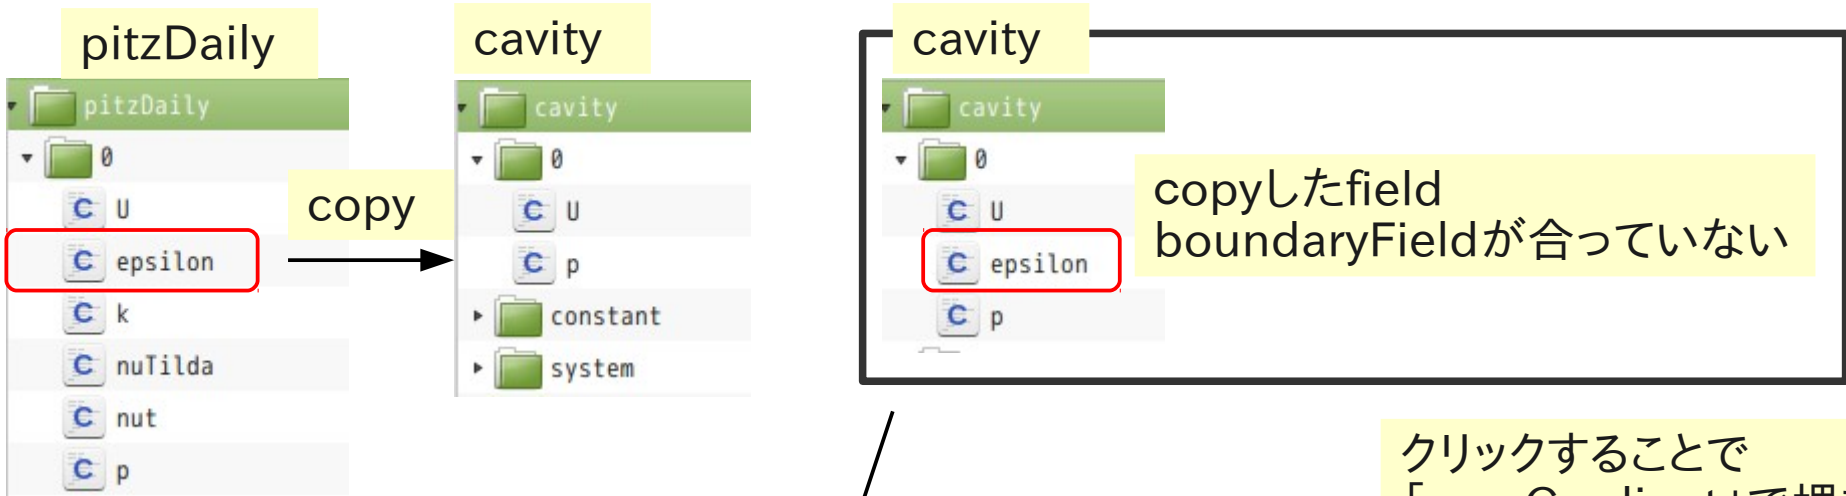 pitzDaily
pitzDaily
0
U
epsilon
k
nuTilda
nut
p
copy
cavity
cavity
0
U
p
constant
system
cavity
cavity
0
U
epsilon
p
copyしたfield
boundaryFieldが合っていない
クリックすることで